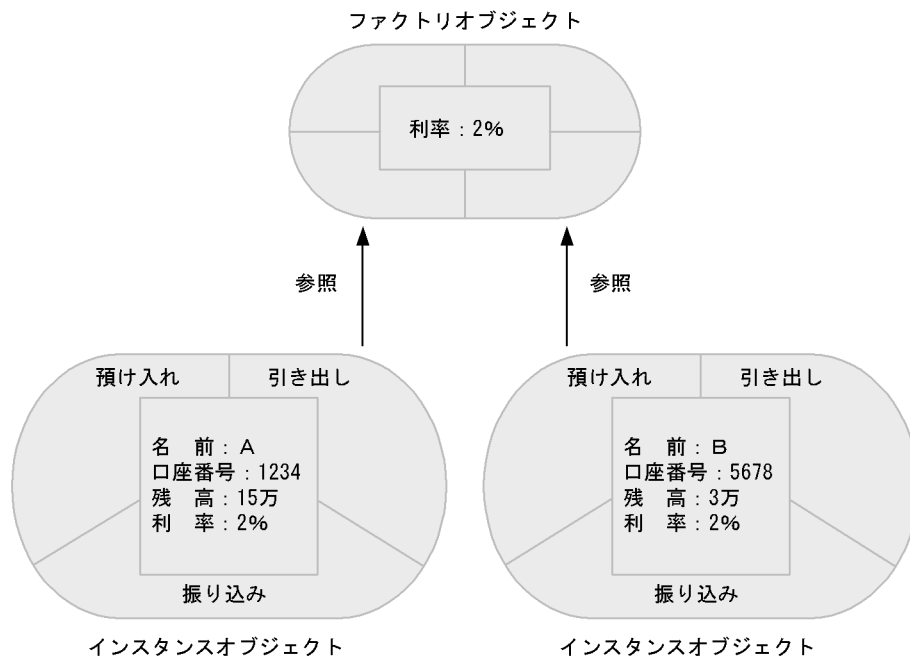 ファクトリオブジェクト
利率：2%
参照
参照
預け入れ
引き出し
名　前：A
口座番号：1234
残　高：15万
利　率：2%
振り込み
インスタンスオブジェクト
預け入れ
引き出し
名　前：B
口座番号：5678
残　高：3万
利　率：2%
振り込み
インスタンスオブジェクト